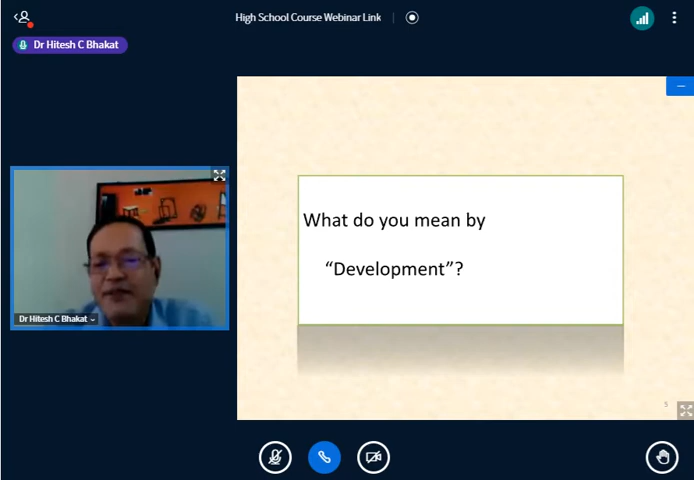 High School Course Webinar Link
Dr Hitesh C Bhakat
What do you mean by
“Development”?
Dr Hitesh C Bhakat
5